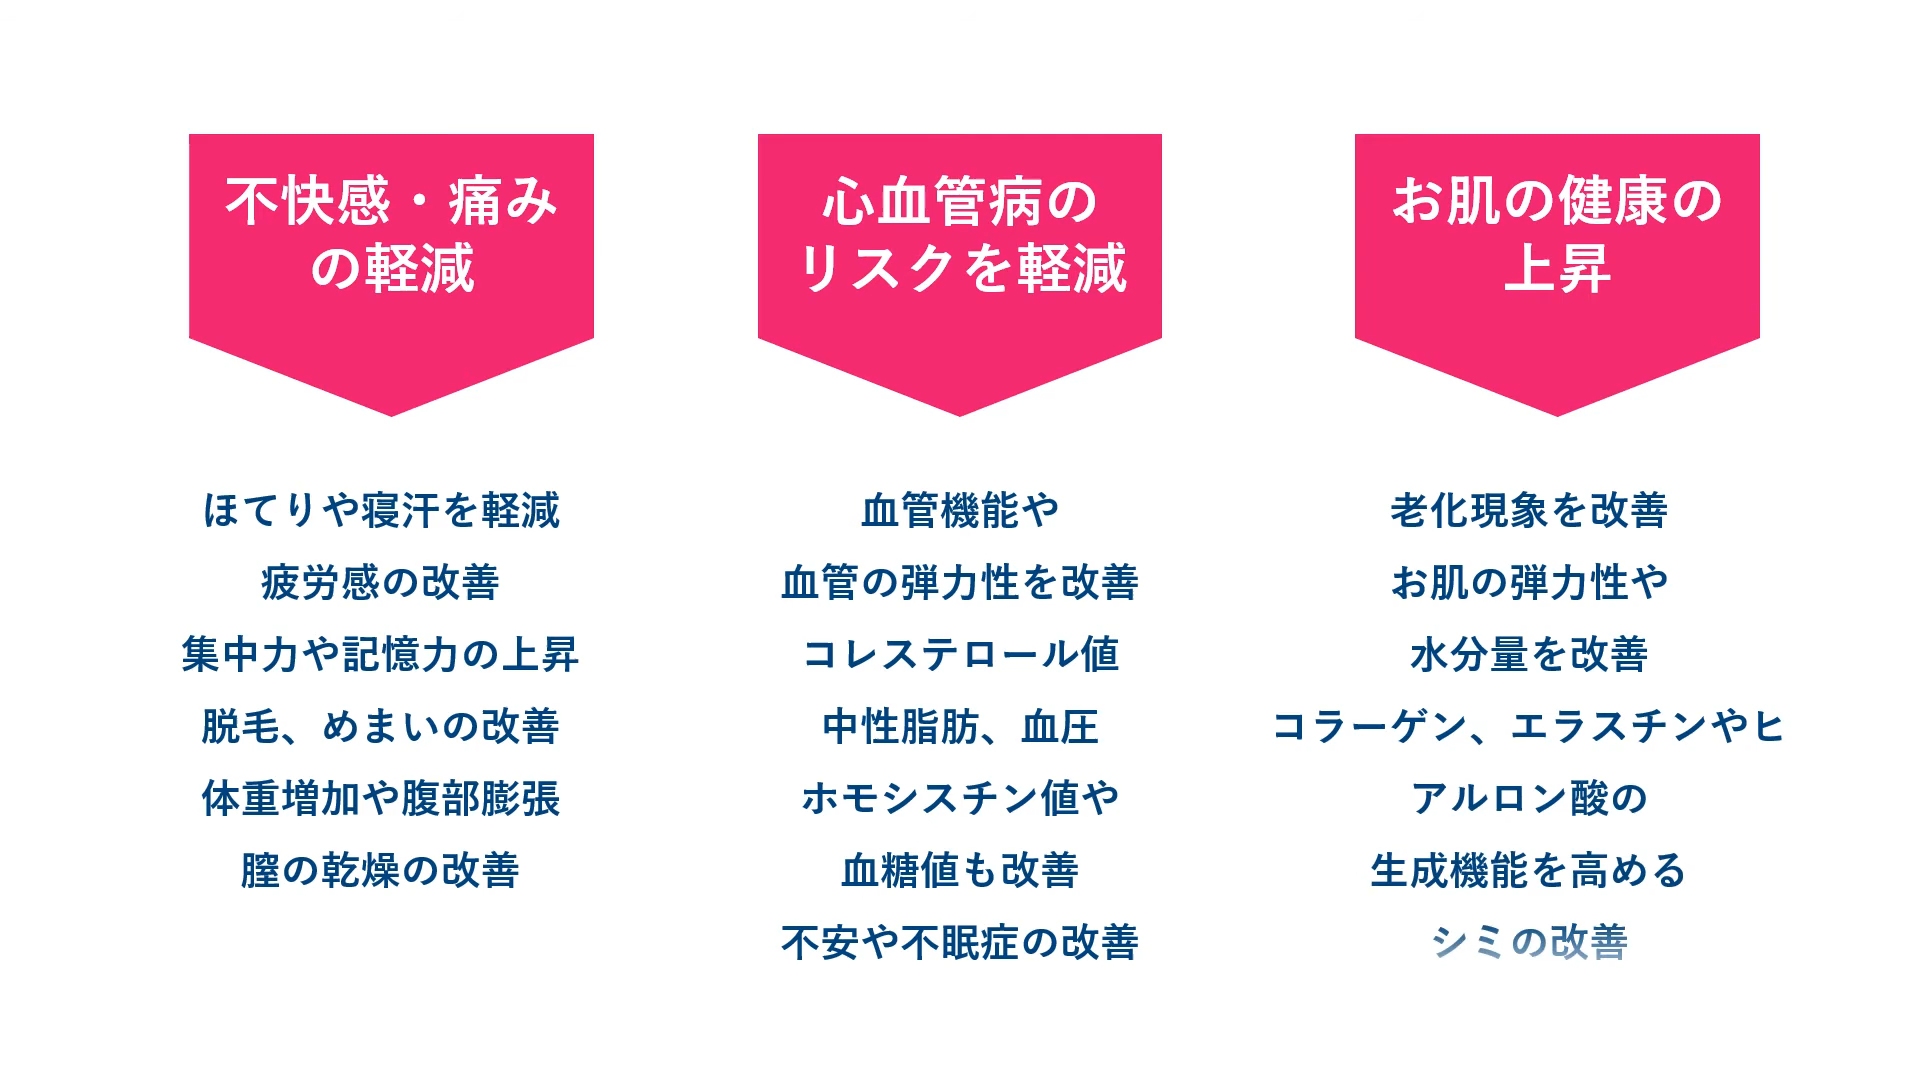 不快感・痛み
の軽減
ほてりや寝汗を軽減
疲労感の改善
集中力や記憶力の上昇
脱毛、めまいの改善
体重増加や腹部膨張
膣の乾燥の改善
心血管病の
リスクを軽減
血管機能や
血管の弾力性を改善
コレステロール値
中性脂肪、血圧
ホモシスチン値や
血糖値も改善
不安や不眠症の改善
お肌の健康の
上昇
老化現象を改善
お肌の弾力性や
水分量を改善
コラーゲン、エラスチンやヒ
アルロン酸の
生成機能を高める
シミの改善